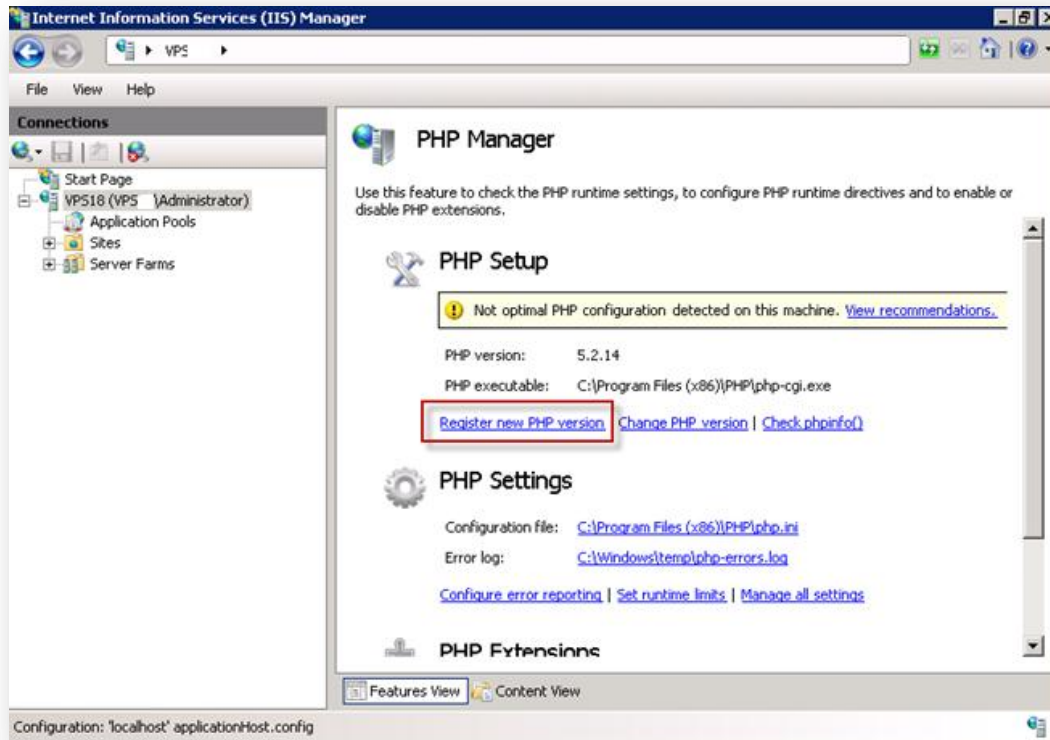 Internet Information Services (IIS) Manager
VPS
File View Help
Connections
Start Page
VPS18 (VPS \Administrator)
Application Pools
Sites
Server Farms
PHP Manager
Use this feature to check the PHP runtime settings, to configure PHP runtime directives and to enable or
disable PHP extensions.
PHP Setup
Not optimal PHP configuration detected on this machine. View recommendations.
PHP version: 5.2.14
PHP executable: C:\Program Files (x86)\PHP\php-cgi.exe
Register new PHP version Change PHP version | Check phpinfo()
PHP Settings
Configuration file: C:\Program Files (x86)\PHP\php.ini
Error log: C:\Windows\temp\php-errors.log
Configure error reporting | Set runtime limits | Manage all settings
PHP Extensions
Features View Content View
Configuration: 'localhost' applicationHost.config